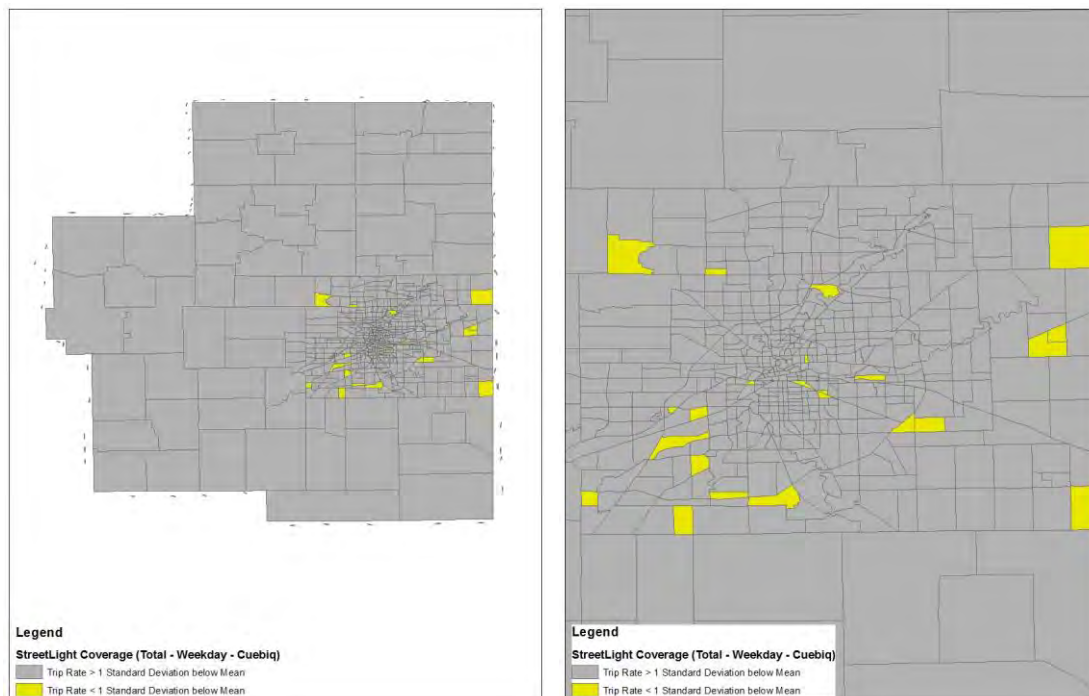 Legend
StreetLight Coverage (Total - Weekday - Cuebiq)
Trip Rate > 1 Standard Deviation below Mean
Trip Rate < 1 Standard Deviation below Mean
Legend
StreetLight Coverage (Total - Weekday - Cuebiq)
Trip Rate > 1 Standard Deviation below Mean
Trip Rate < 1 Standard Deviation below Mean